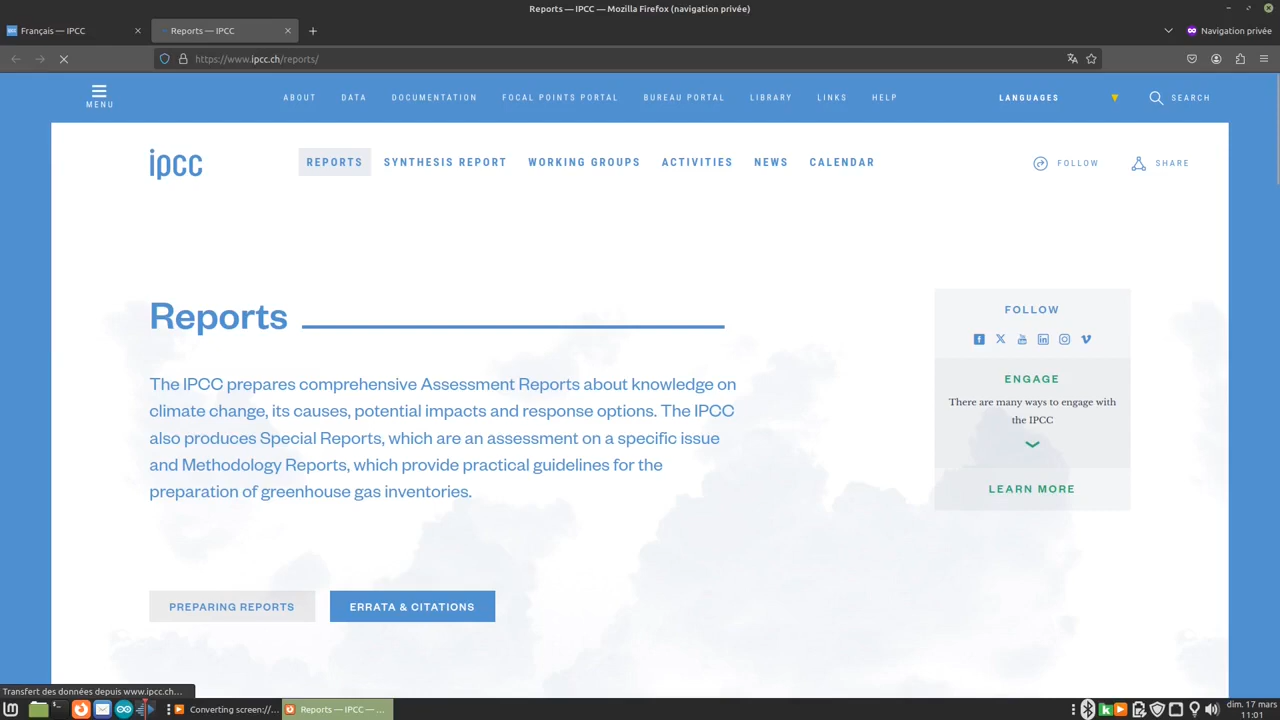 Reports — IPCC — Mozilla Firefox (navigation privée)
Français — IPCC
Reports — IPCC
Navigation privée
https://www.ipcc.ch/reports/
MENU
ABOUT DATA DOCUMENTATION FOCAL POINTS PORTAL BUREAU PORTAL LIBRARY LINKS HELP
LANGUAGES
SEARCH
ipcc
REPORTS SYNTHESIS REPORT WORKING GROUPS ACTIVITIES NEWS CALENDAR
FOLLOW
SHARE
Reports
The IPCC prepares comprehensive Assessment Reports about knowledge on
climate change, its causes, potential impacts and response options. The IPCC
also produces Special Reports, which are an assessment on a specific issue
and Methodology Reports, which provide practical guidelines for the
preparation of greenhouse gas inventories.
PREPARING REPORTS
ERRATA & CITATIONS
FOLLOW
ENGAGE
There are many ways to engage with
the IPCC
LEARN MORE
Transfert des données depuis www.ipcc.ch…
Converting screen://...
Reports — IPCC — ...
dim. 17 mars
11:01